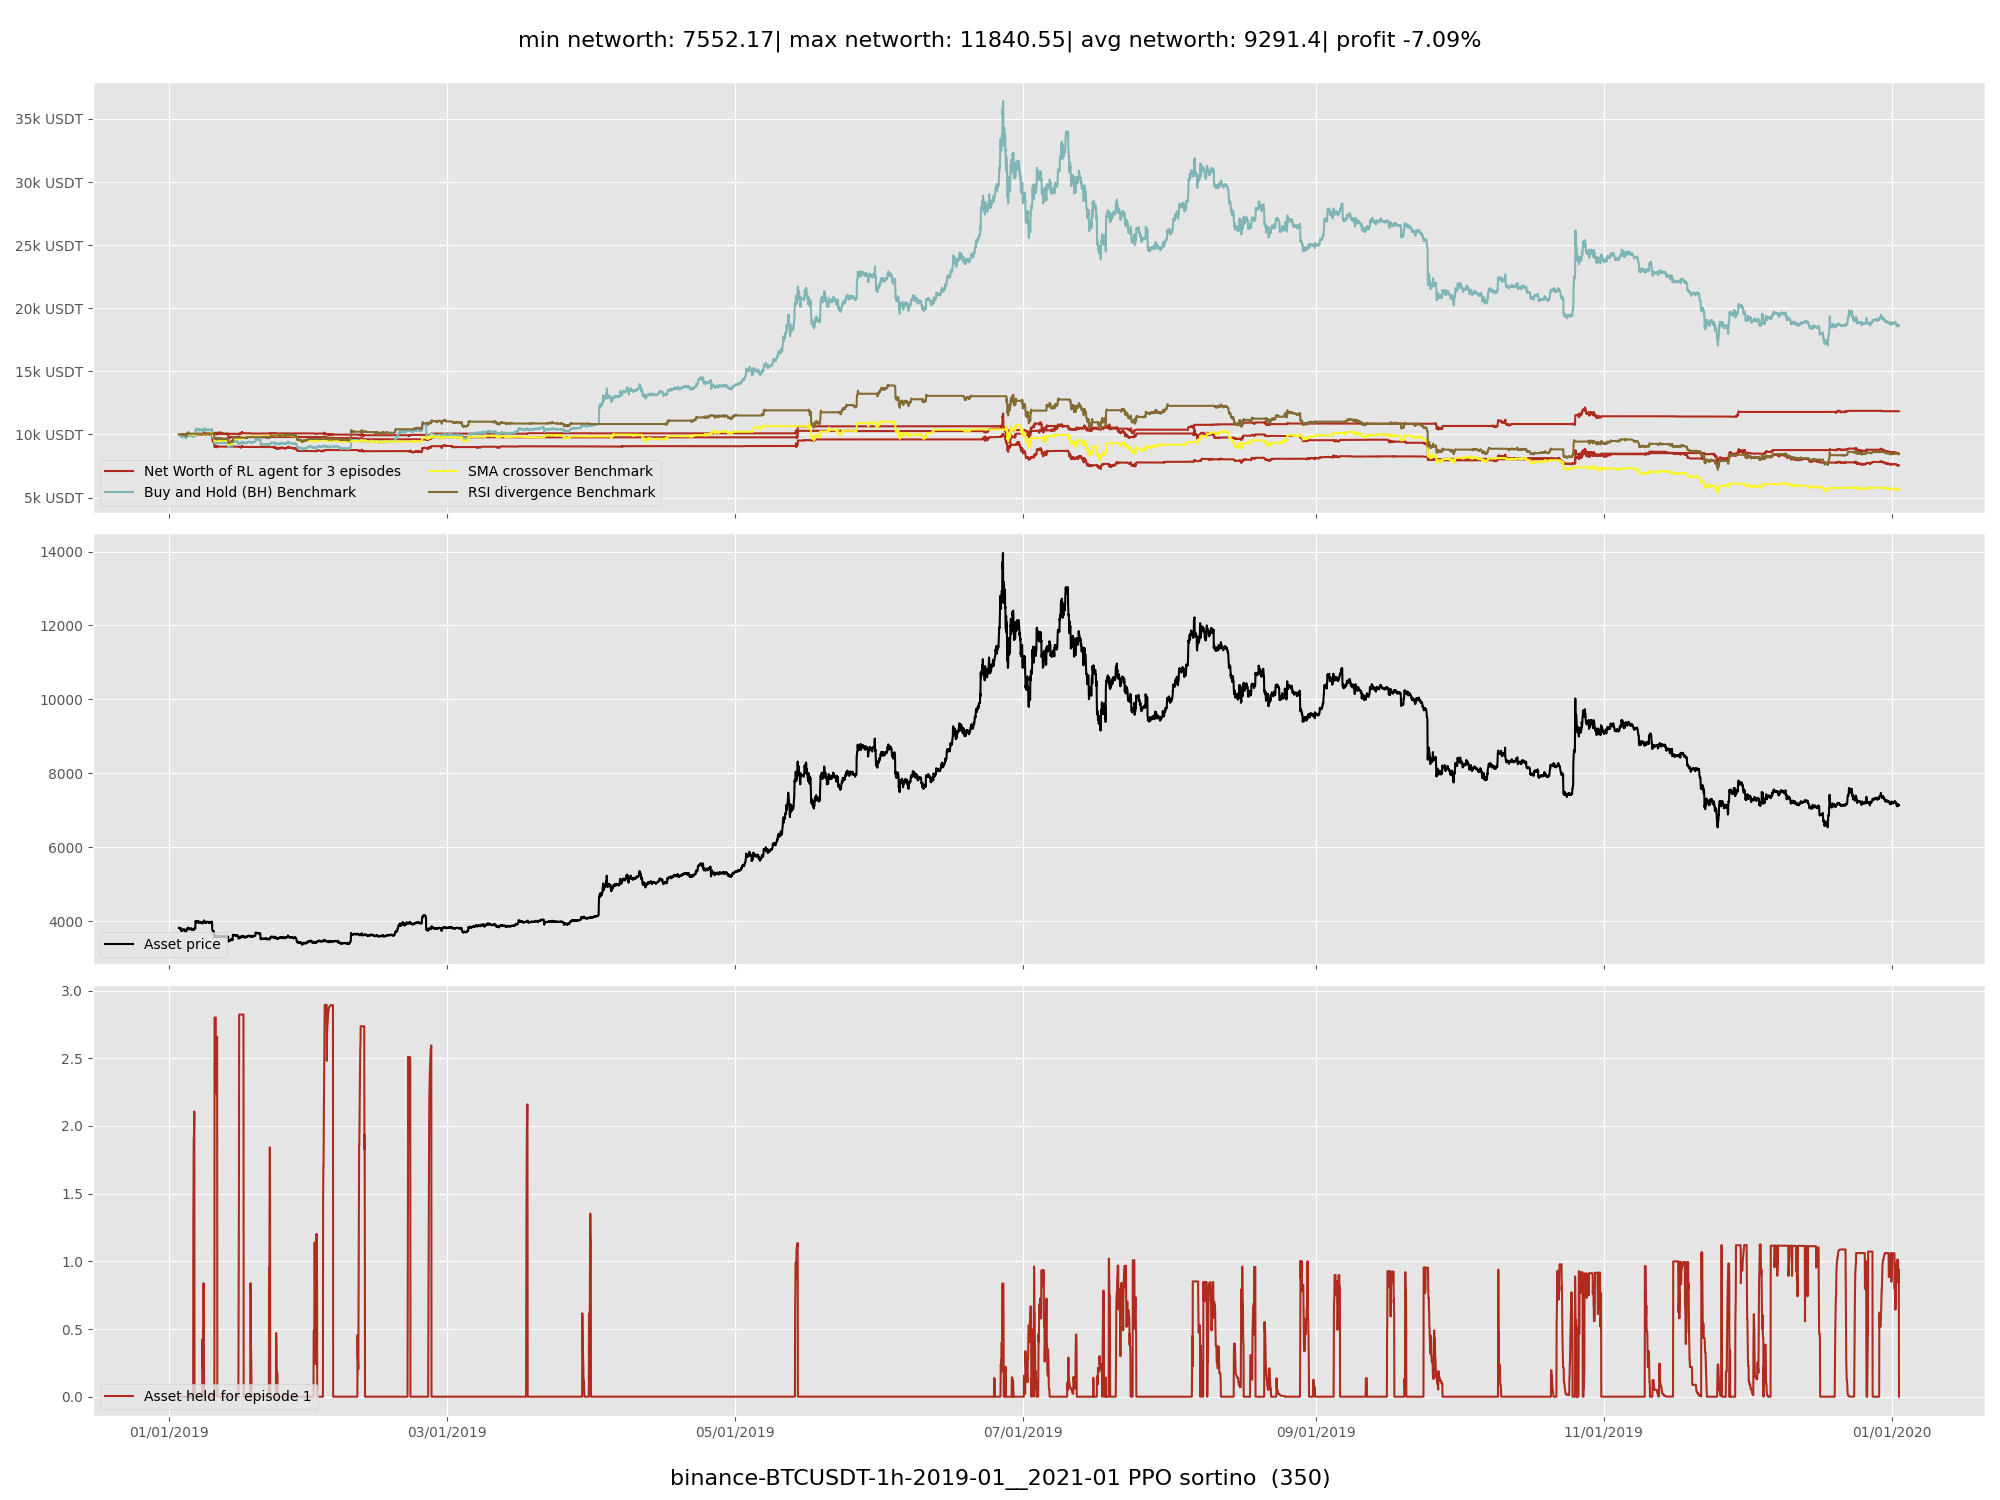 min networth: 7552.17| max networth: 11840.55| avg networth: 9291.4| profit -7.09%
35k USDT
30k USDT
25k USDT
20k USDT
15k USDT
10k USDT
5k USDT
Net Worth of RL agent for 3 episodes
Buy and Hold (BH) Benchmark
SMA crossover Benchmark
RSI divergence Benchmark
14000
12000
10000
8000
6000
4000
Asset price
3.0
2.5
2.0
1.5
1.0
0.5
0.0
Asset held for episode 1
01/01/2019 03/01/2019 05/01/2019 07/01/2019 09/01/2019 11/01/2019 01/01/2020
binance-BTCUSDT-1h-2019-01__2021-01 PPO sortino  (350)